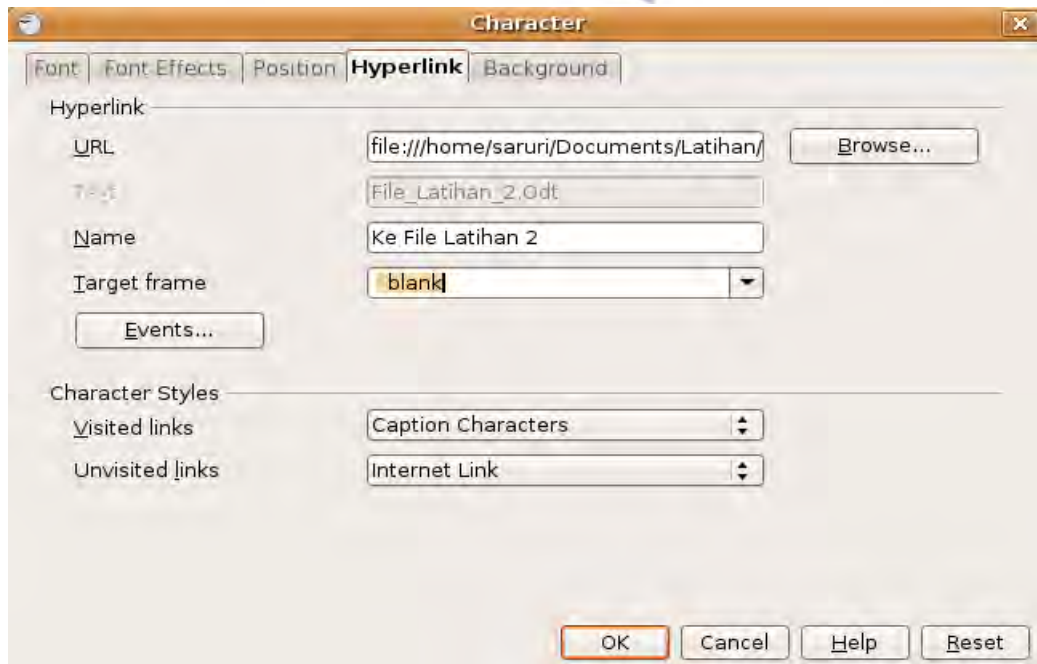 Character
Font Font Effects Position Hyperlink Background
Hyperlink
URL file:///home/saruri/Documents/Latihan/ Browse...
File_Latihan_2.Odt
Name Ke File Latihan 2
Target frame blank
Events...
Character Styles
Visited links Caption Characters
Unvisited links Internet Link
OK Cancel Help Reset